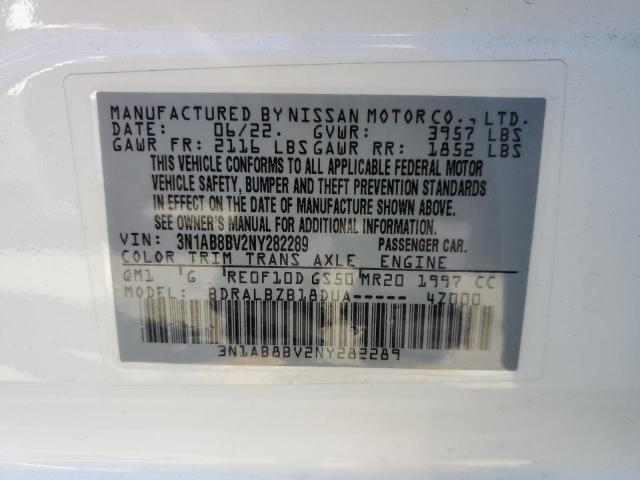 MANUFACTURED BY NISSAN MOTOR CO., LTD.
DATE: 06/22. GVWR: 3957 LBS
GAWR FR: 2116 LBS GAWR RR: 1852 LBS
THIS VEHICLE CONFORMS TO ALL APPLICABLE FEDERAL MOTOR
VEHICLE SAFETY, BUMPER AND THEFT PREVENTION STANDARDS
IN EFFECT ON THE DATE OF MANUFACTURE SHOWN ABOVE.
SEE OWNER'S MANUAL FOR ADDITIONAL INFORMATION.
VIN: 3N1AB8BV2NY282289 PASSENGER CAR.
COLOR TRIM TRANS AXLE ENGINE
QM1 G RE0F10D GS50 MR20 1997 CC
MODEL: BDRALBZB18DUA----- 4Z000
3N1AB8BV2NY282289